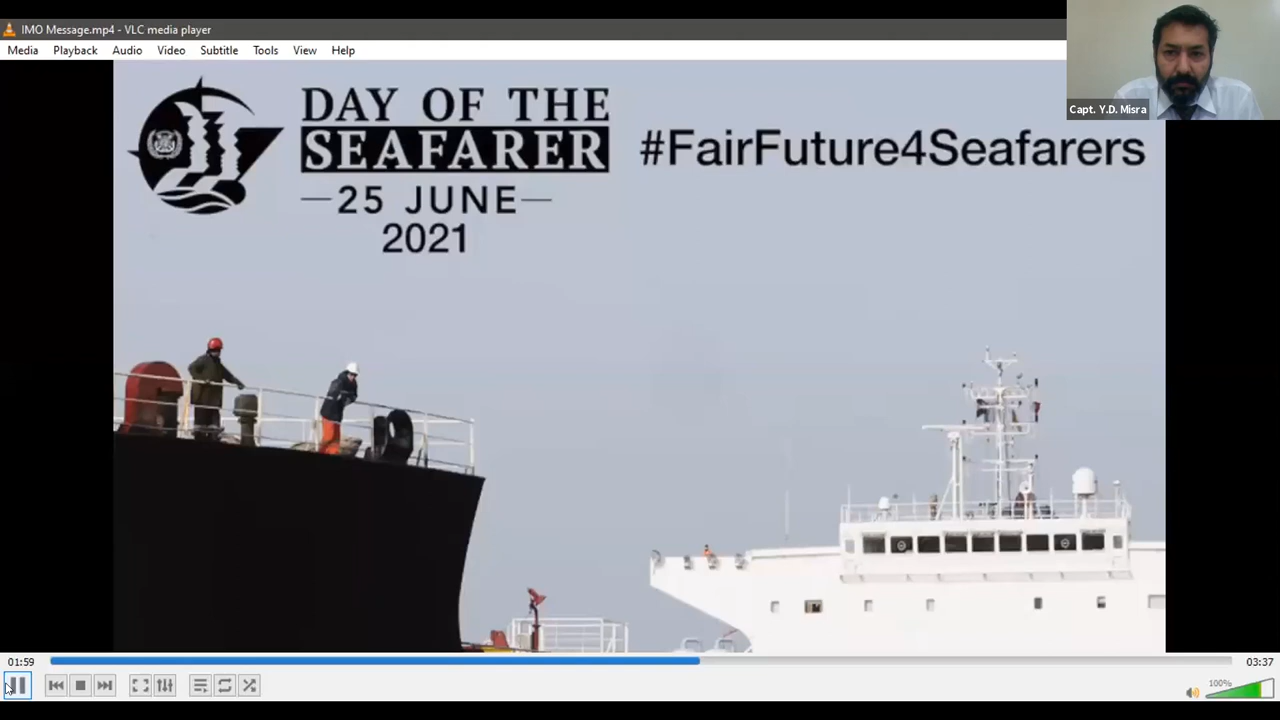 IMO Message.mp4 - VLC media player
Media Playback Audio Video Subtitle Tools View Help
Capt. Y.D. Misra
DAY OF THE
SEAFARER
—25 JUNE—
2021
#FairFuture4Seafarers
01:59
03:37
100%